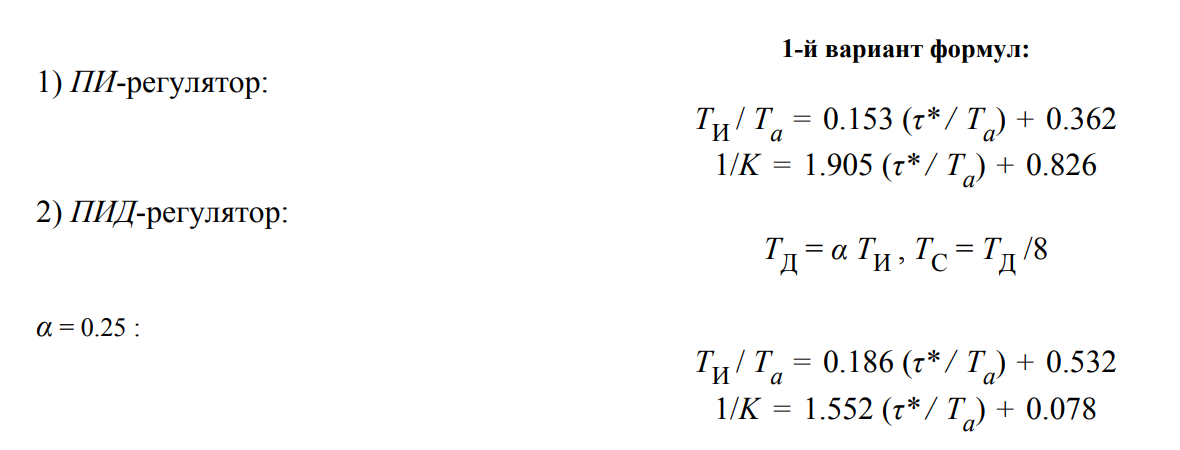 1-й вариант формул:
1) ПИ-регулятор:
TИ / Ta = 0.153 (τ* / Ta) + 0.362
1/K = 1.905 (τ* / Ta) + 0.826
2) ПИД-регулятор:
TД = α TИ , TС = TД /8
α = 0.25 :
TИ / Ta = 0.186 (τ* / Ta) + 0.532
1/K = 1.552 (τ* / Ta) + 0.078